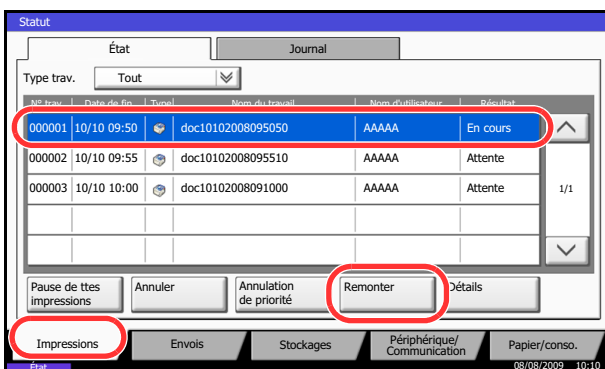 Statut
État Journal
Type trav. Tout
N° trav. Date de fin Type Nom du travail Nom d'utilisateur Résultat
000001 10/10 09:50 doc10102008095050 AAAAA En cours
000002 10/10 09:55 doc10102008095510 AAAAA Attente
000003 10/10 10:00 doc10102008091000 AAAAA Attente
1/1
Pause de ttes impressions Annuler Annulation de priorité Remonter Détails
Impressions Envois Stockages Périphérique/ Communication Papier/conso.
État 08/08/2009 10:10